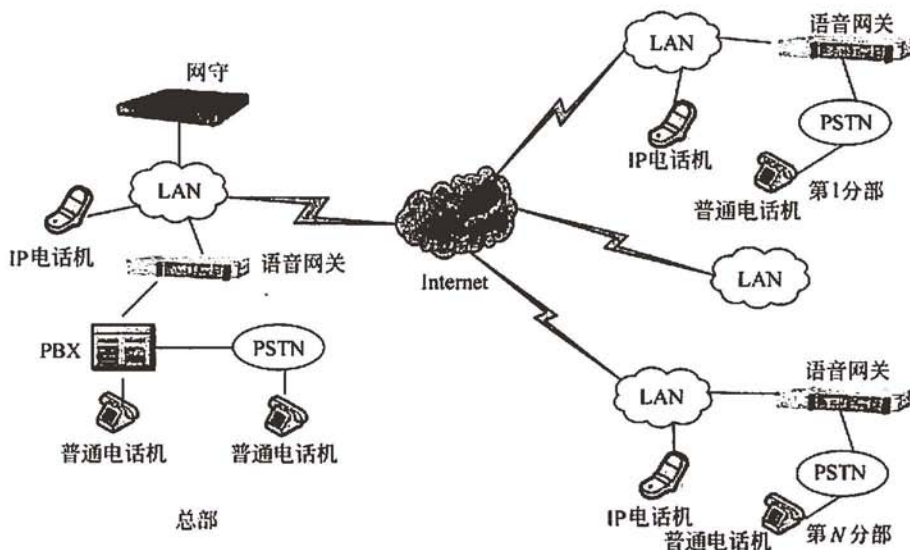 网守
LAN
IP电话机
语音网关
PBX
PSTN
普通电话机
普通电话机
总部
Internet
LAN
语音网关
IP电话机
PSTN
普通电话机
第1分部
LAN
LAN
语音网关
IP电话机
PSTN
普通电话机
第N分部